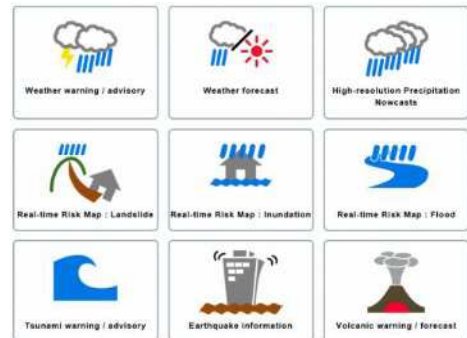 Weather warning / advisory
Weather forecast
High-resolution Precipitation
Nowcasts
Real-time Risk Map : Landslide
Real-time Risk Map : Inundation
Real-time Risk Map : Flood
Tsunami warning / advisory
Earthquake information
Volcanic warning / forecast